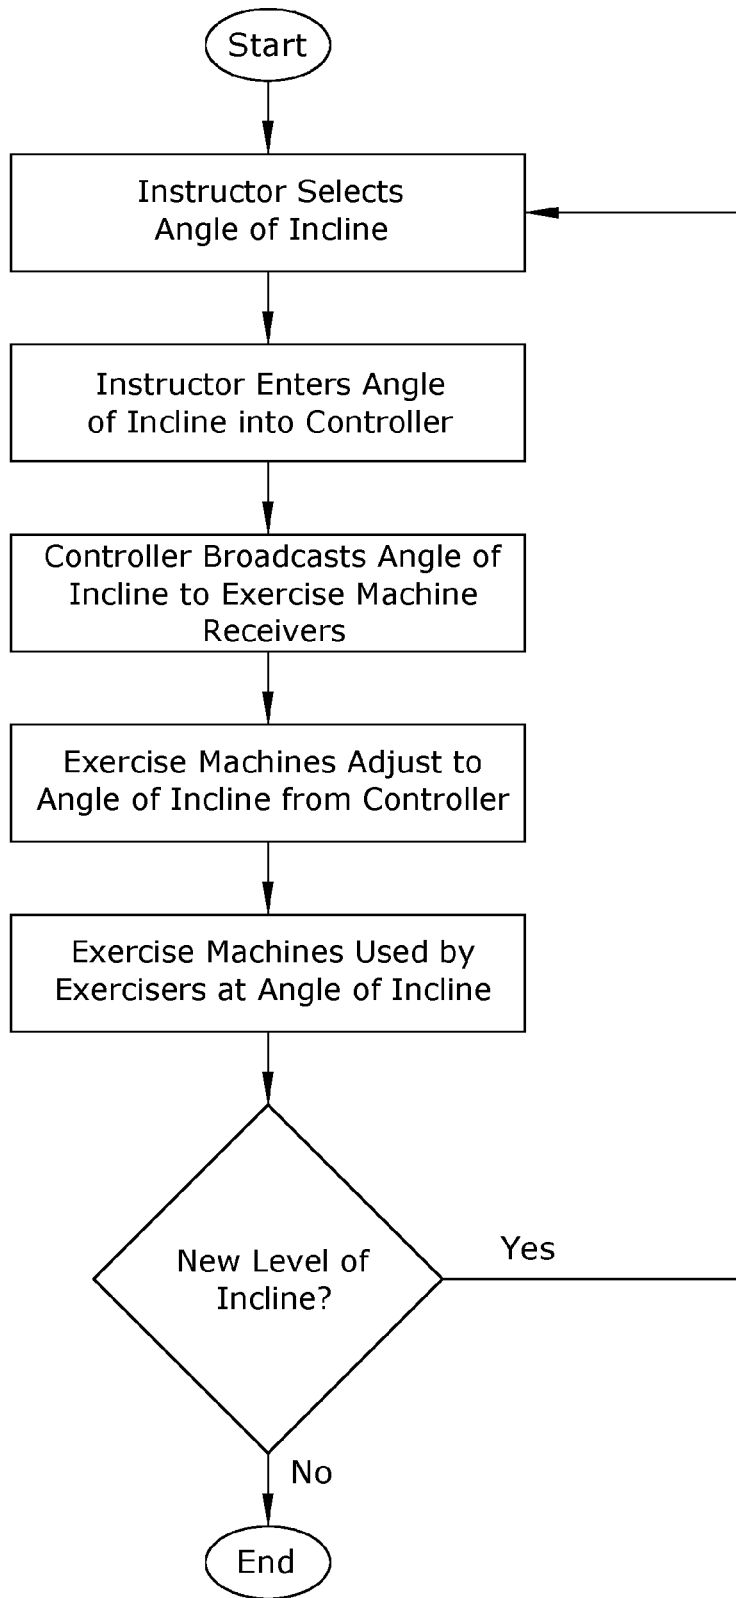 Start
Instructor Selects
Angle of Incline
Instructor Enters Angle
of Incline into Controller
Controller Broadcasts Angle of
Incline to Exercise Machine
Receivers
Exercise Machines Adjust to
Angle of Incline from Controller
Exercise Machines Used by
Exercisers at Angle of Incline
New Level of
Incline?
Yes
No
End